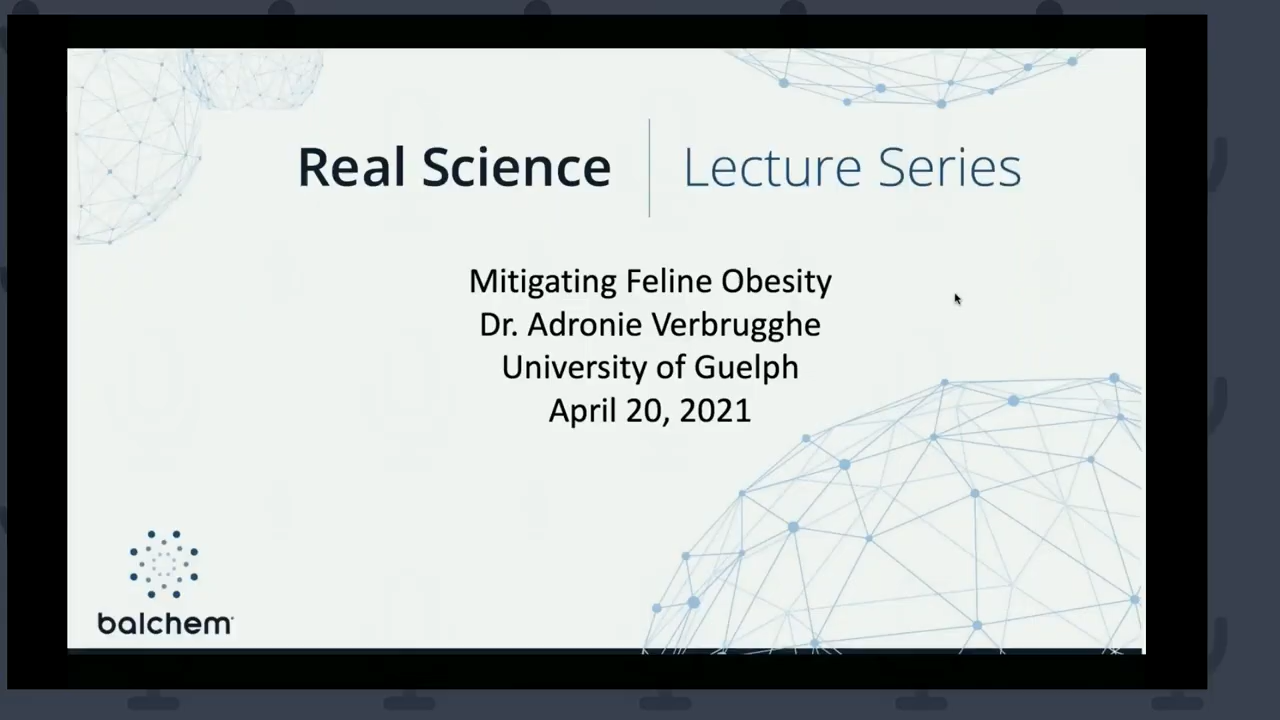 Real Science
Lecture Series
Mitigating Feline Obesity
Dr. Adronie Verbrugghe
University of Guelph
April 20, 2021
balchem